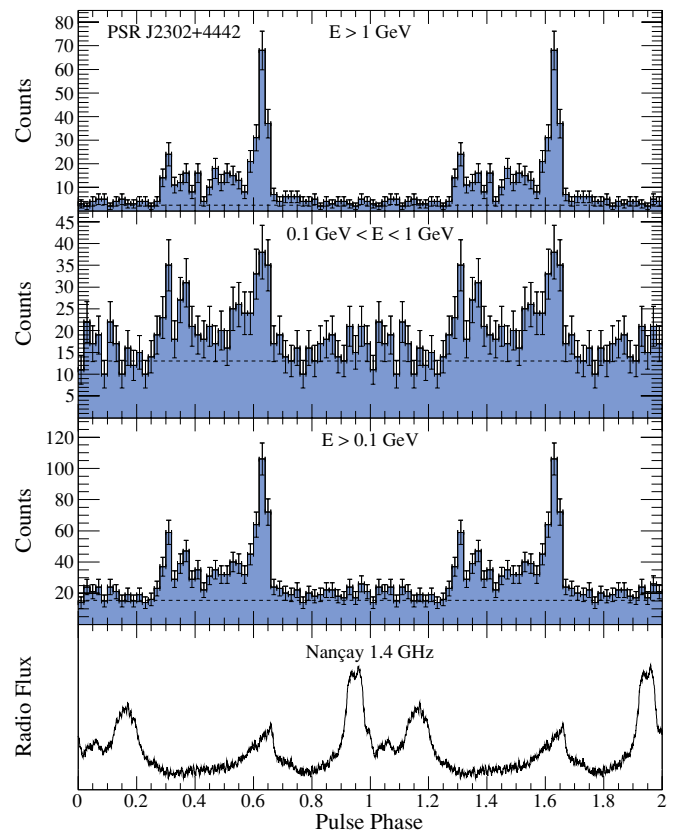 PSR J2302+4442 E > 1 GeV
80
70
60
50
40
30
20
10
Counts
0.1 GeV < E < 1 GeV
45
40
35
30
25
20
15
10
5
Counts
E > 0.1 GeV
120
100
80
60
40
20
Counts
Nançay 1.4 GHz
Radio Flux
0 0.2 0.4 0.6 0.8 1 1.2 1.4 1.6 1.8 2
Pulse Phase